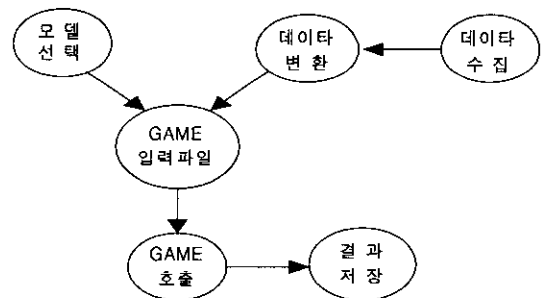 모 델
선 택
데이타
변 환
데이타
수 집
GAME
입력파일
GAME
호출
결 과
저 장